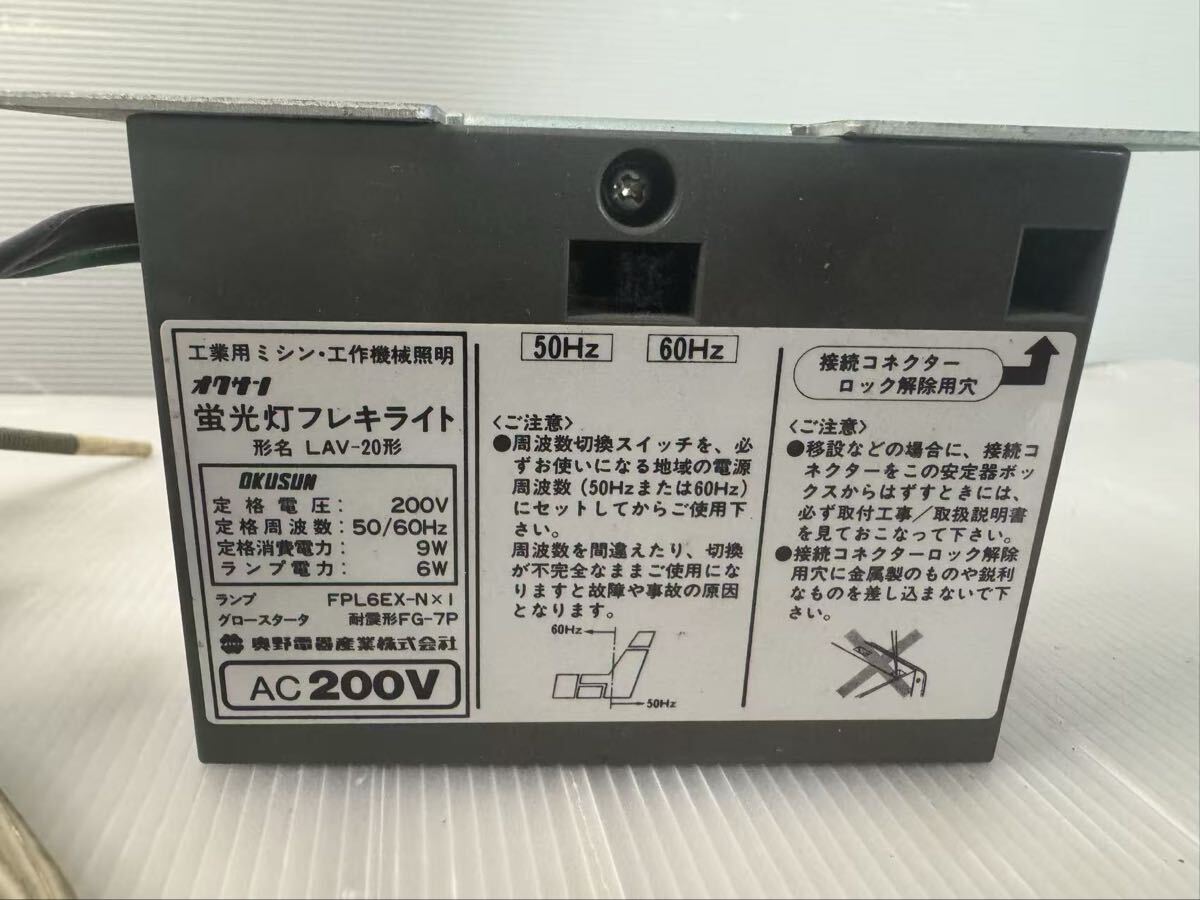 工業用ミシン・工作機械照明
オクサン
蛍光灯フレキライト
形名 LAV-20形
OKUSUN
定格電圧: 200V
定格周波数: 50/60Hz
定格消費電力: 9W
ランプ電力: 6W
ランプ FPL6EX-N×1
グロースタータ 耐震形FG-7P
奥野電器産業株式会社
AC 200V
50Hz 60Hz
〈ご注意〉
●周波数切換スイッチを、必
ずお使いになる地域の電源
周波数(50Hzまたは60Hz)
にセットしてからご使用下
さい。
周波数を間違えたり、切換
が不完全なままご使用にな
りますと故障や事故の原因
となります。
60Hz
50Hz
接続コネクター
ロック解除用穴
〈ご注意〉
●移設などの場合に、接続コ
ネクターをこの安定器ボッ
クスからはずすときには、
必ず取付工事/取扱説明書
を見ておこなって下さい。
●接続コネクターロック解除
用穴に金属製のものや鋭利
なものを差し込まないで下
さい。